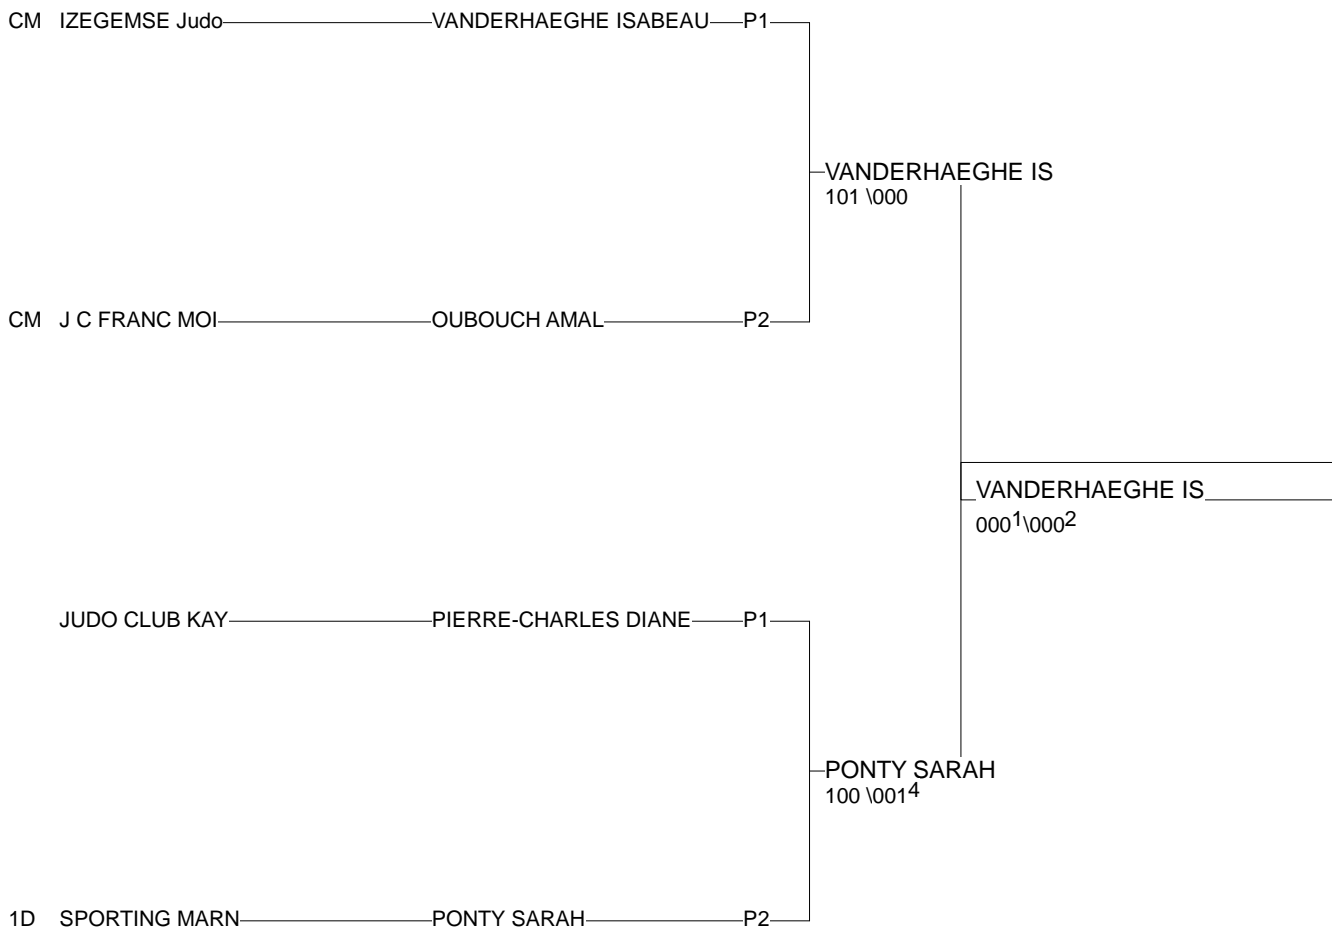 CM IZEGEMSE Judo VANDERHAEGHE ISABEAU P1
VANDERHAEGHE IS
101 \000
CM J C FRANC MOI OUBOUCH AMAL P2
VANDERHAEGHE IS
000¹\000²
JUDO CLUB KAY PIERRE-CHARLES DIANE P1
PONTY SARAH
100 \001⁴
1D SPORTING MARN PONTY SARAH P2